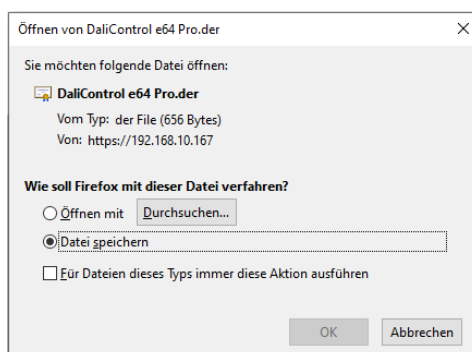 Öffnen von DaliControl e64 Pro.der
Sie möchten folgende Datei öffnen:
DaliControl e64 Pro.der
Vom Typ: der File (656 Bytes)
Von: https://192.168.10.167
Wie soll Firefox mit dieser Datei verfahren?
Öffnen mit Durchsuchen...
Datei speichern
Für Dateien dieses Typs immer diese Aktion ausführen
OK Abbrechen